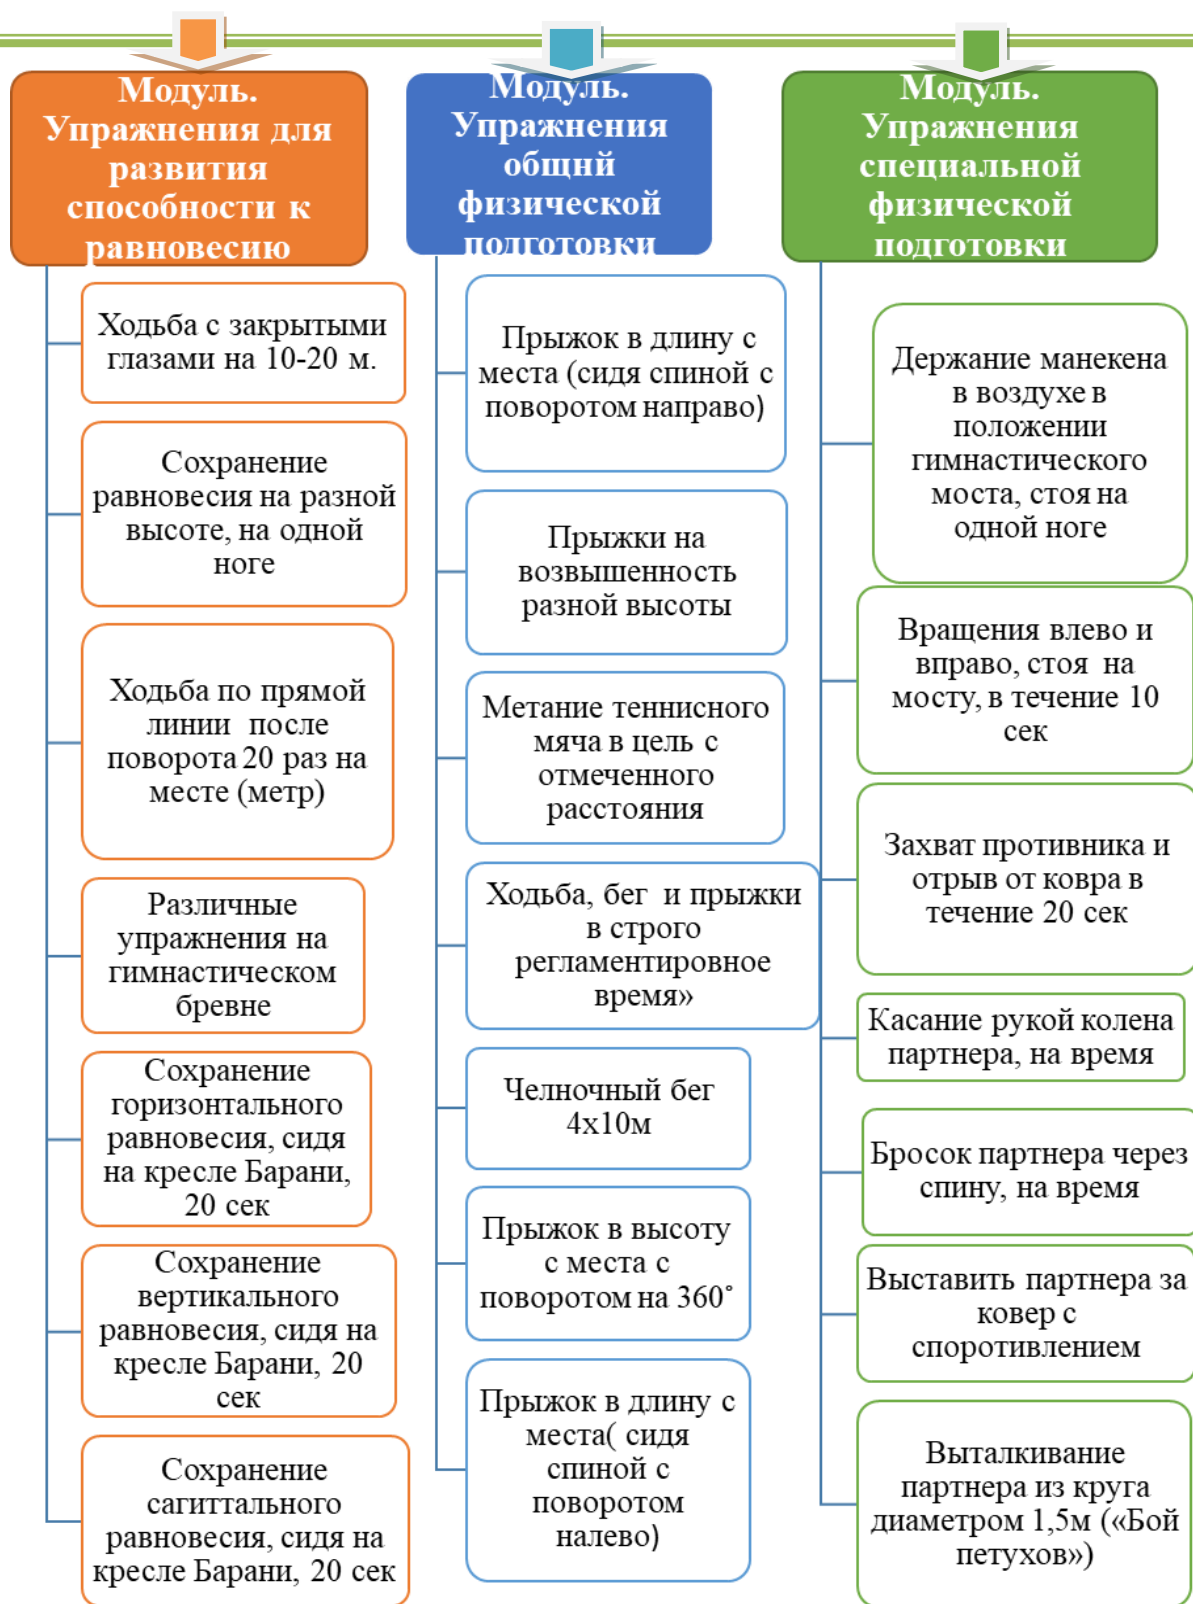 Модуль.
Упражнения для
развития
способности к
равновесию
Ходьба с закрытыми
глазами на 10-20 м.
Сохранение
равновесия на разной
высоте, на одной
ноге
Ходьба по прямой
линии после
поворота 20 раз на
месте (метр)
Различные
упражнения на
гимнастическом
бревне
Сохранение
горизонтального
равновесия, сидя
на кресле Барани,
20 сек
Сохранение
вертикального
равновесия, сидя на
кресле Барани, 20
сек
Сохранение
сагиттального
равновесия, сидя на
кресле Барани, 20 сек
Модуль.
Упражнения
общнй
физической
подготовки
Прыжок в длину с
места (сидя спиной с
поворотом направо)
Прыжки на
возвышенность
разной высоты
Метание теннисного
мяча в цель с
отмеченного
расстояния
Ходьба, бег и прыжки
в строго
регламентировное
время»
Челночный бег
4х10м
Прыжок в высоту
с места с
поворотом на 360˚
Прыжок в длину с
места( сидя
спиной с
поворотом
налево)
Модуль.
Упражнения
специальной
физической
подготовки
Держание манекена
в воздухе в
положении
гимнастического
моста, стоя на
одной ноге
Вращения влево и
вправо, стоя на
мосту, в течение 10
сек
Захват противника и
отрыв от ковра в
течение 20 сек
Касание рукой колена
партнера, на время
Бросок партнера через
спину, на время
Выставить партнера за
ковер с
споротивлением
Выталкивание
партнера из круга
диаметром 1,5м («Бой
петухов»)